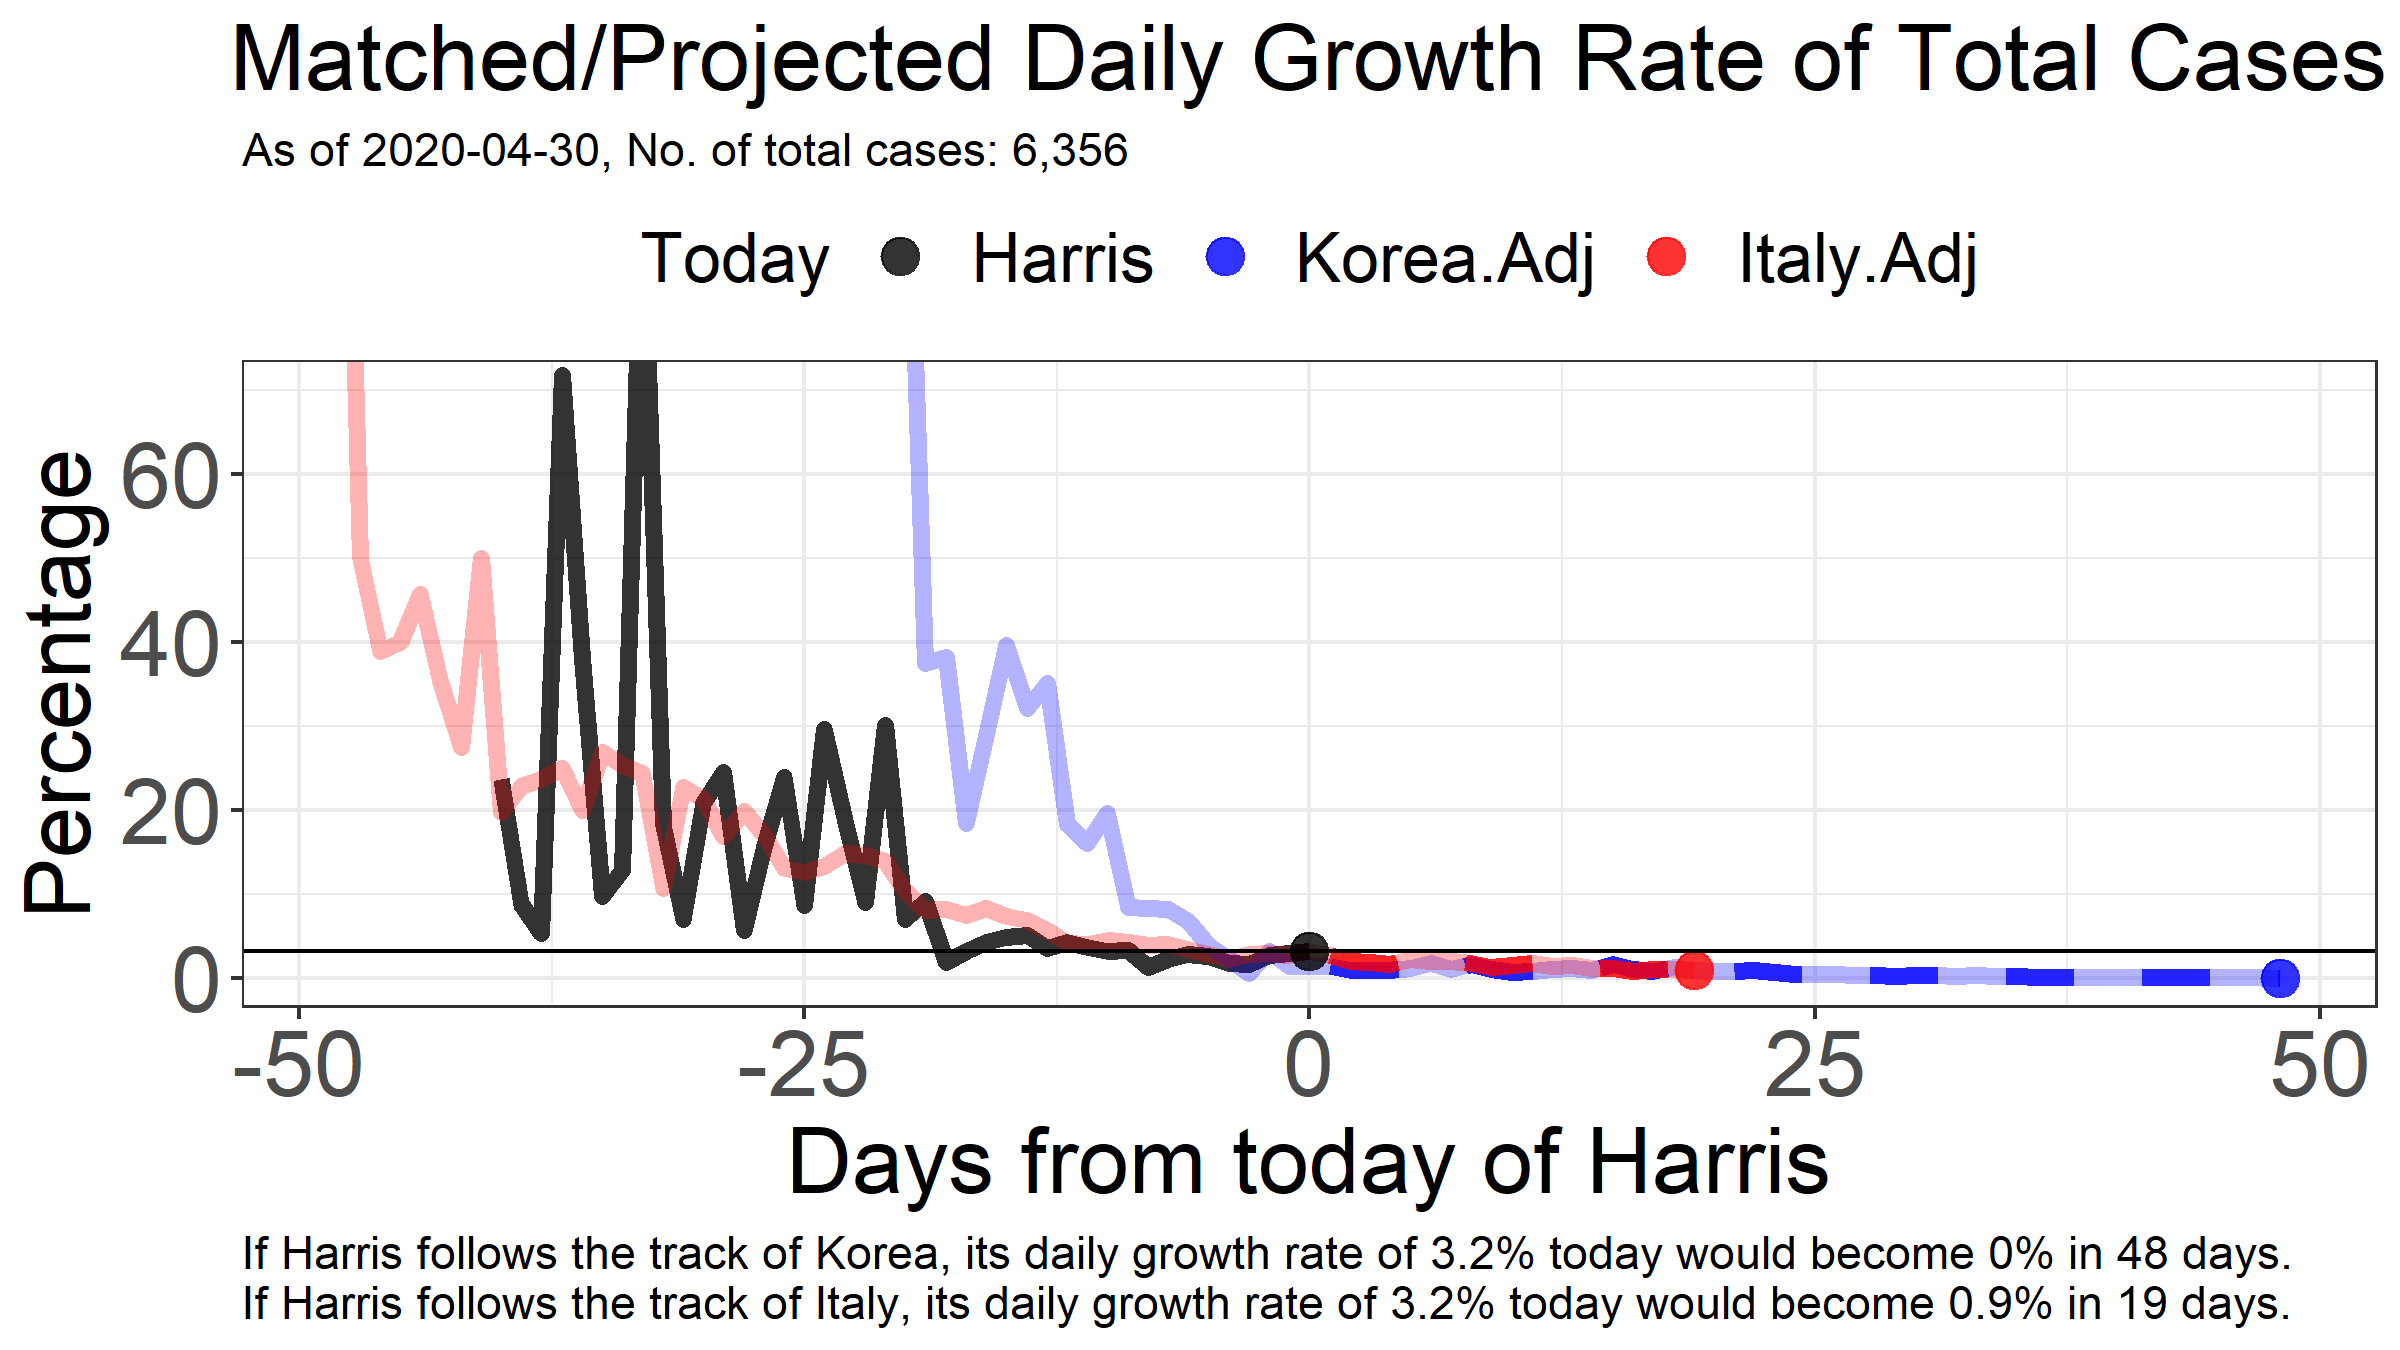 Matched/Projected Daily Growth Rate of Total Cases
As of 2020-04-30, No. of total cases: 6,356
Today Harris Korea.Adj Italy.Adj
Percentage
60
40
20
0
-50 -25 0 25 50
Days from today of Harris
If Harris follows the track of Korea, its daily growth rate of 3.2% today would become 0% in 48 days.
If Harris follows the track of Italy, its daily growth rate of 3.2% today would become 0.9% in 19 days.